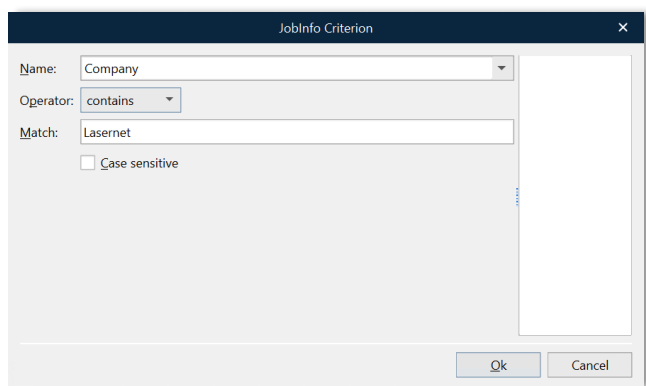 JobInfo Criterion
Name: Company
Operator: contains
Match: Lasernet
Case sensitive
Ok Cancel